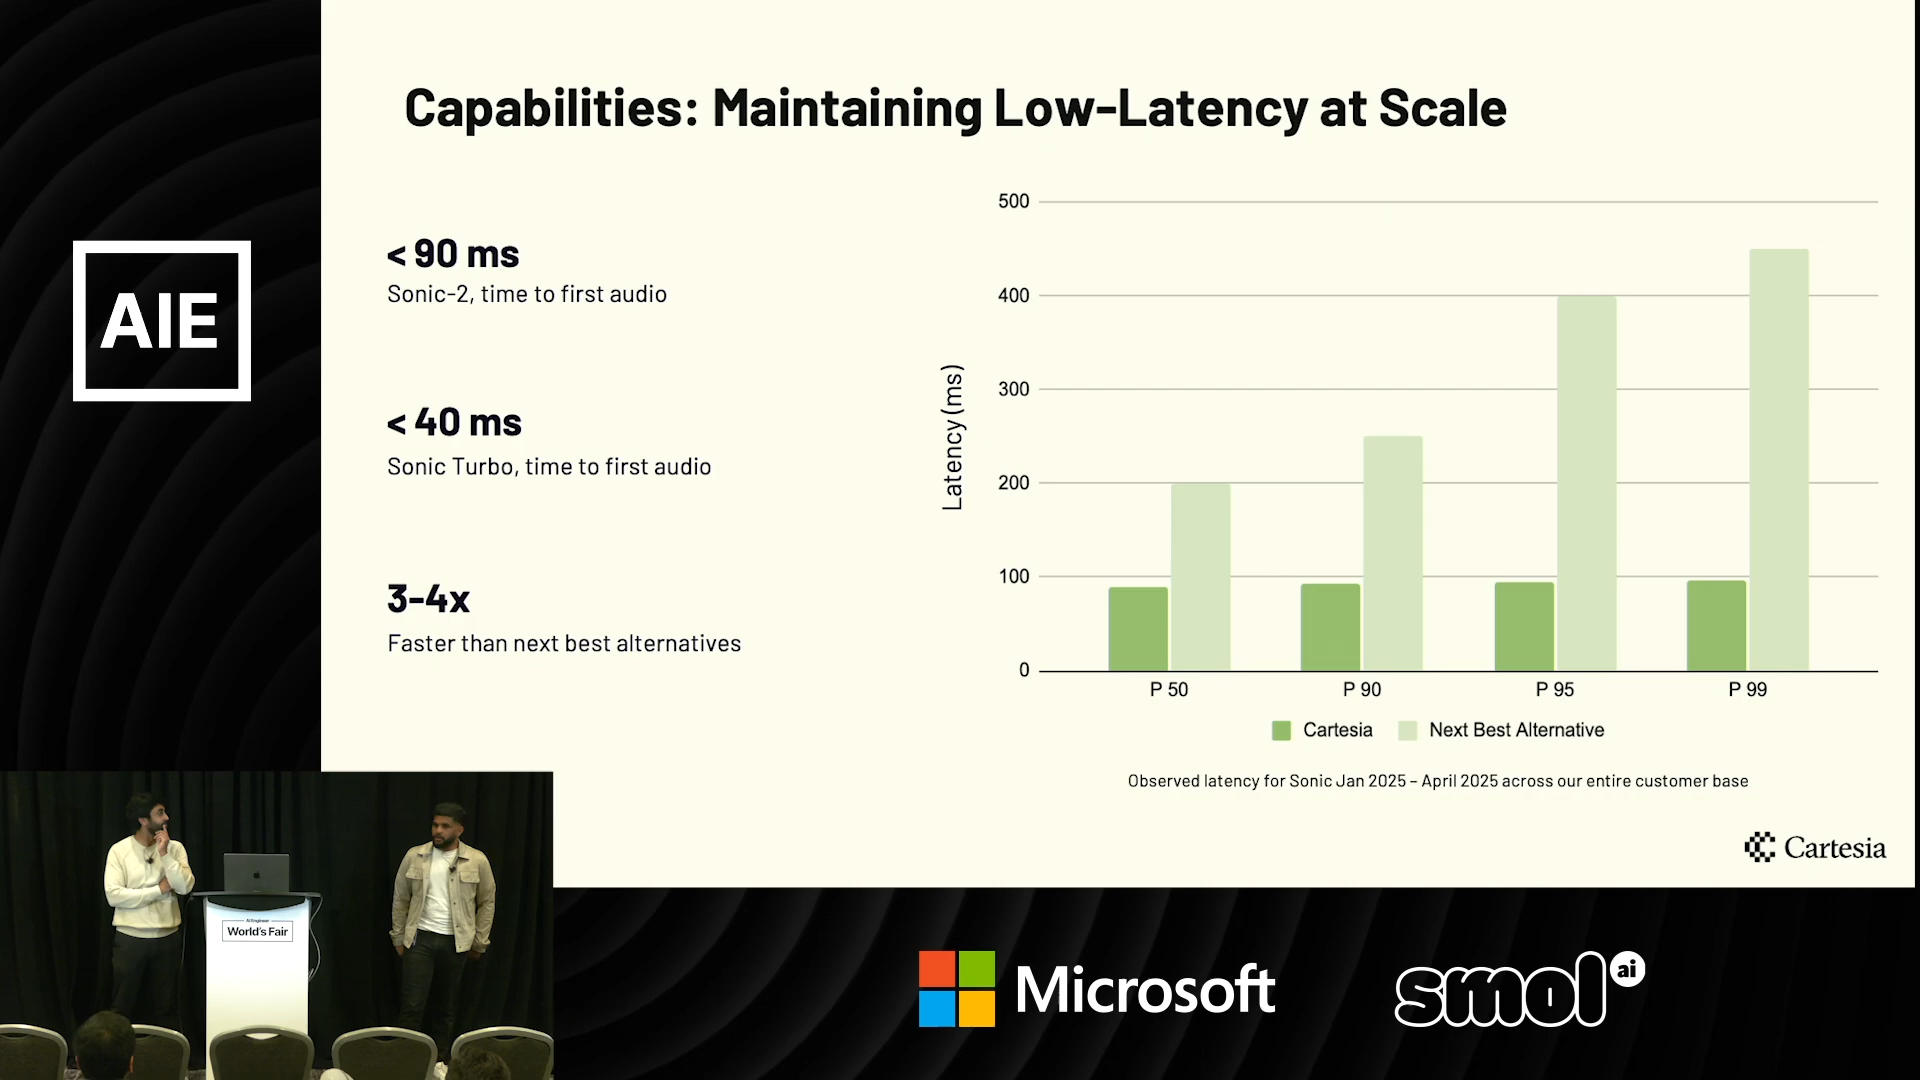 Capabilities: Maintaining Low-Latency at Scale
AIE
< 90 ms
Sonic-2, time to first audio
< 40 ms
Sonic Turbo, time to first audio
3-4x
Faster than next best alternatives
Latency (ms)
500
400
300
200
100
0
P 50
P 90
P 95
P 99
Cartesia
Next Best Alternative
Observed latency for Sonic Jan 2025 – April 2025 across our entire customer base
Cartesia
AI Engineer
World's Fair
Microsoft
smol ai